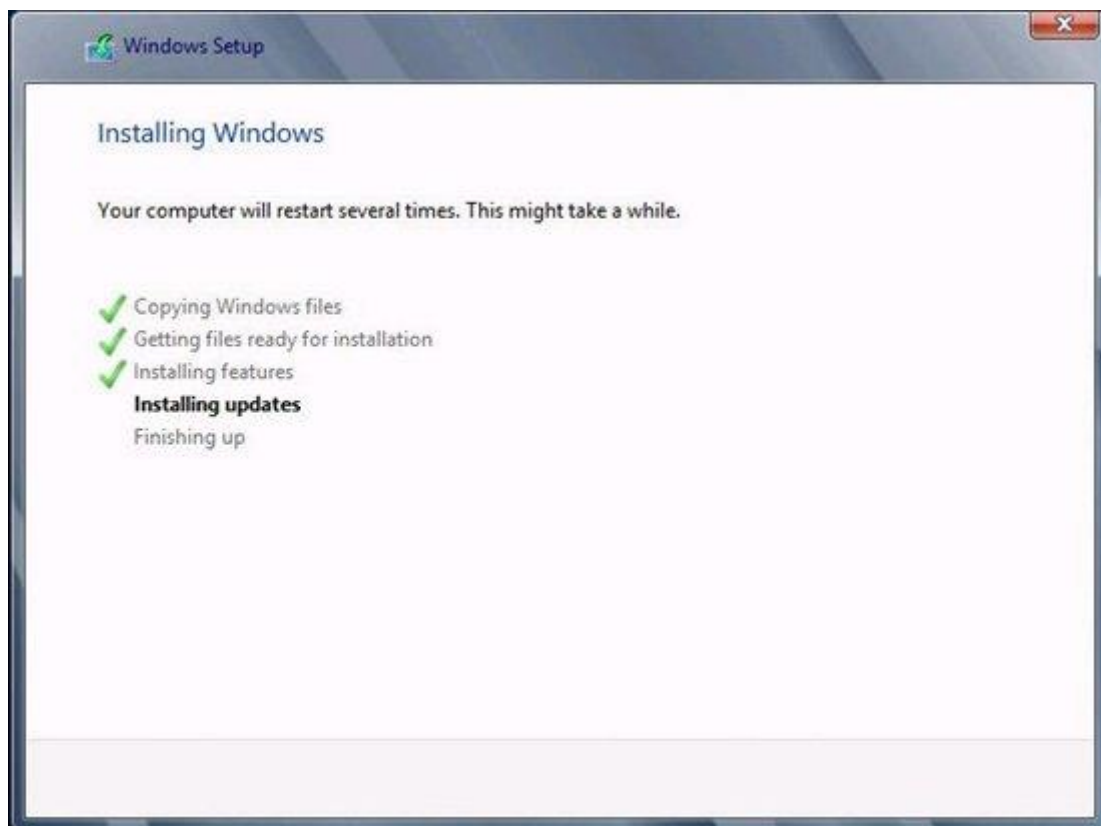 Windows Setup
Installing Windows
Your computer will restart several times. This might take a while.
Copying Windows files
Getting files ready for installation
Installing features
Installing updates
Finishing up